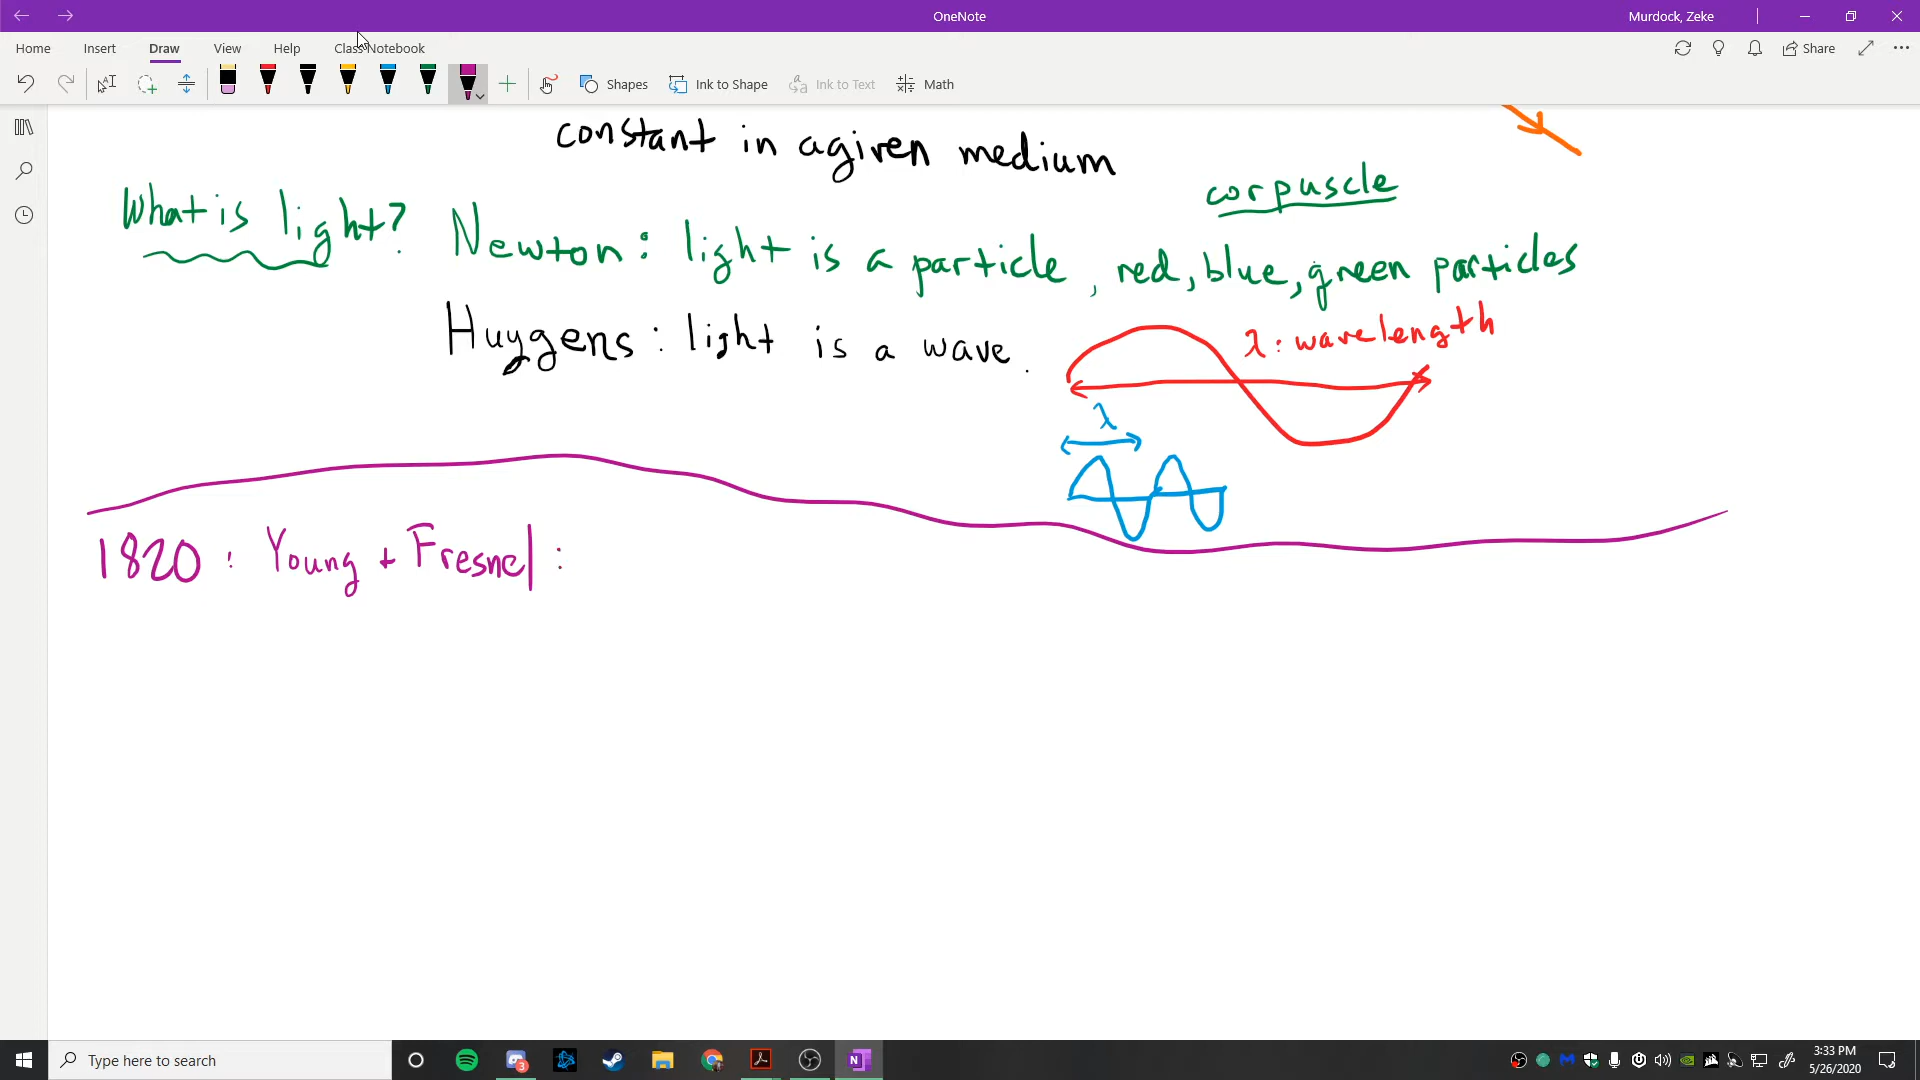 OneNote
Murdock, Zeke
Home Insert Draw View Help Class Notebook
Share
Shapes Ink to Shape Ink to Text Math
constant in a given medium
corpuscle
What is light? Newton: light is a particle, red, blue, green particles
Huygens: light is a wave.
λ: wavelength
λ
1820: Young + Fresnel:
Type here to search
3
N
3:33 PM
5/26/2020